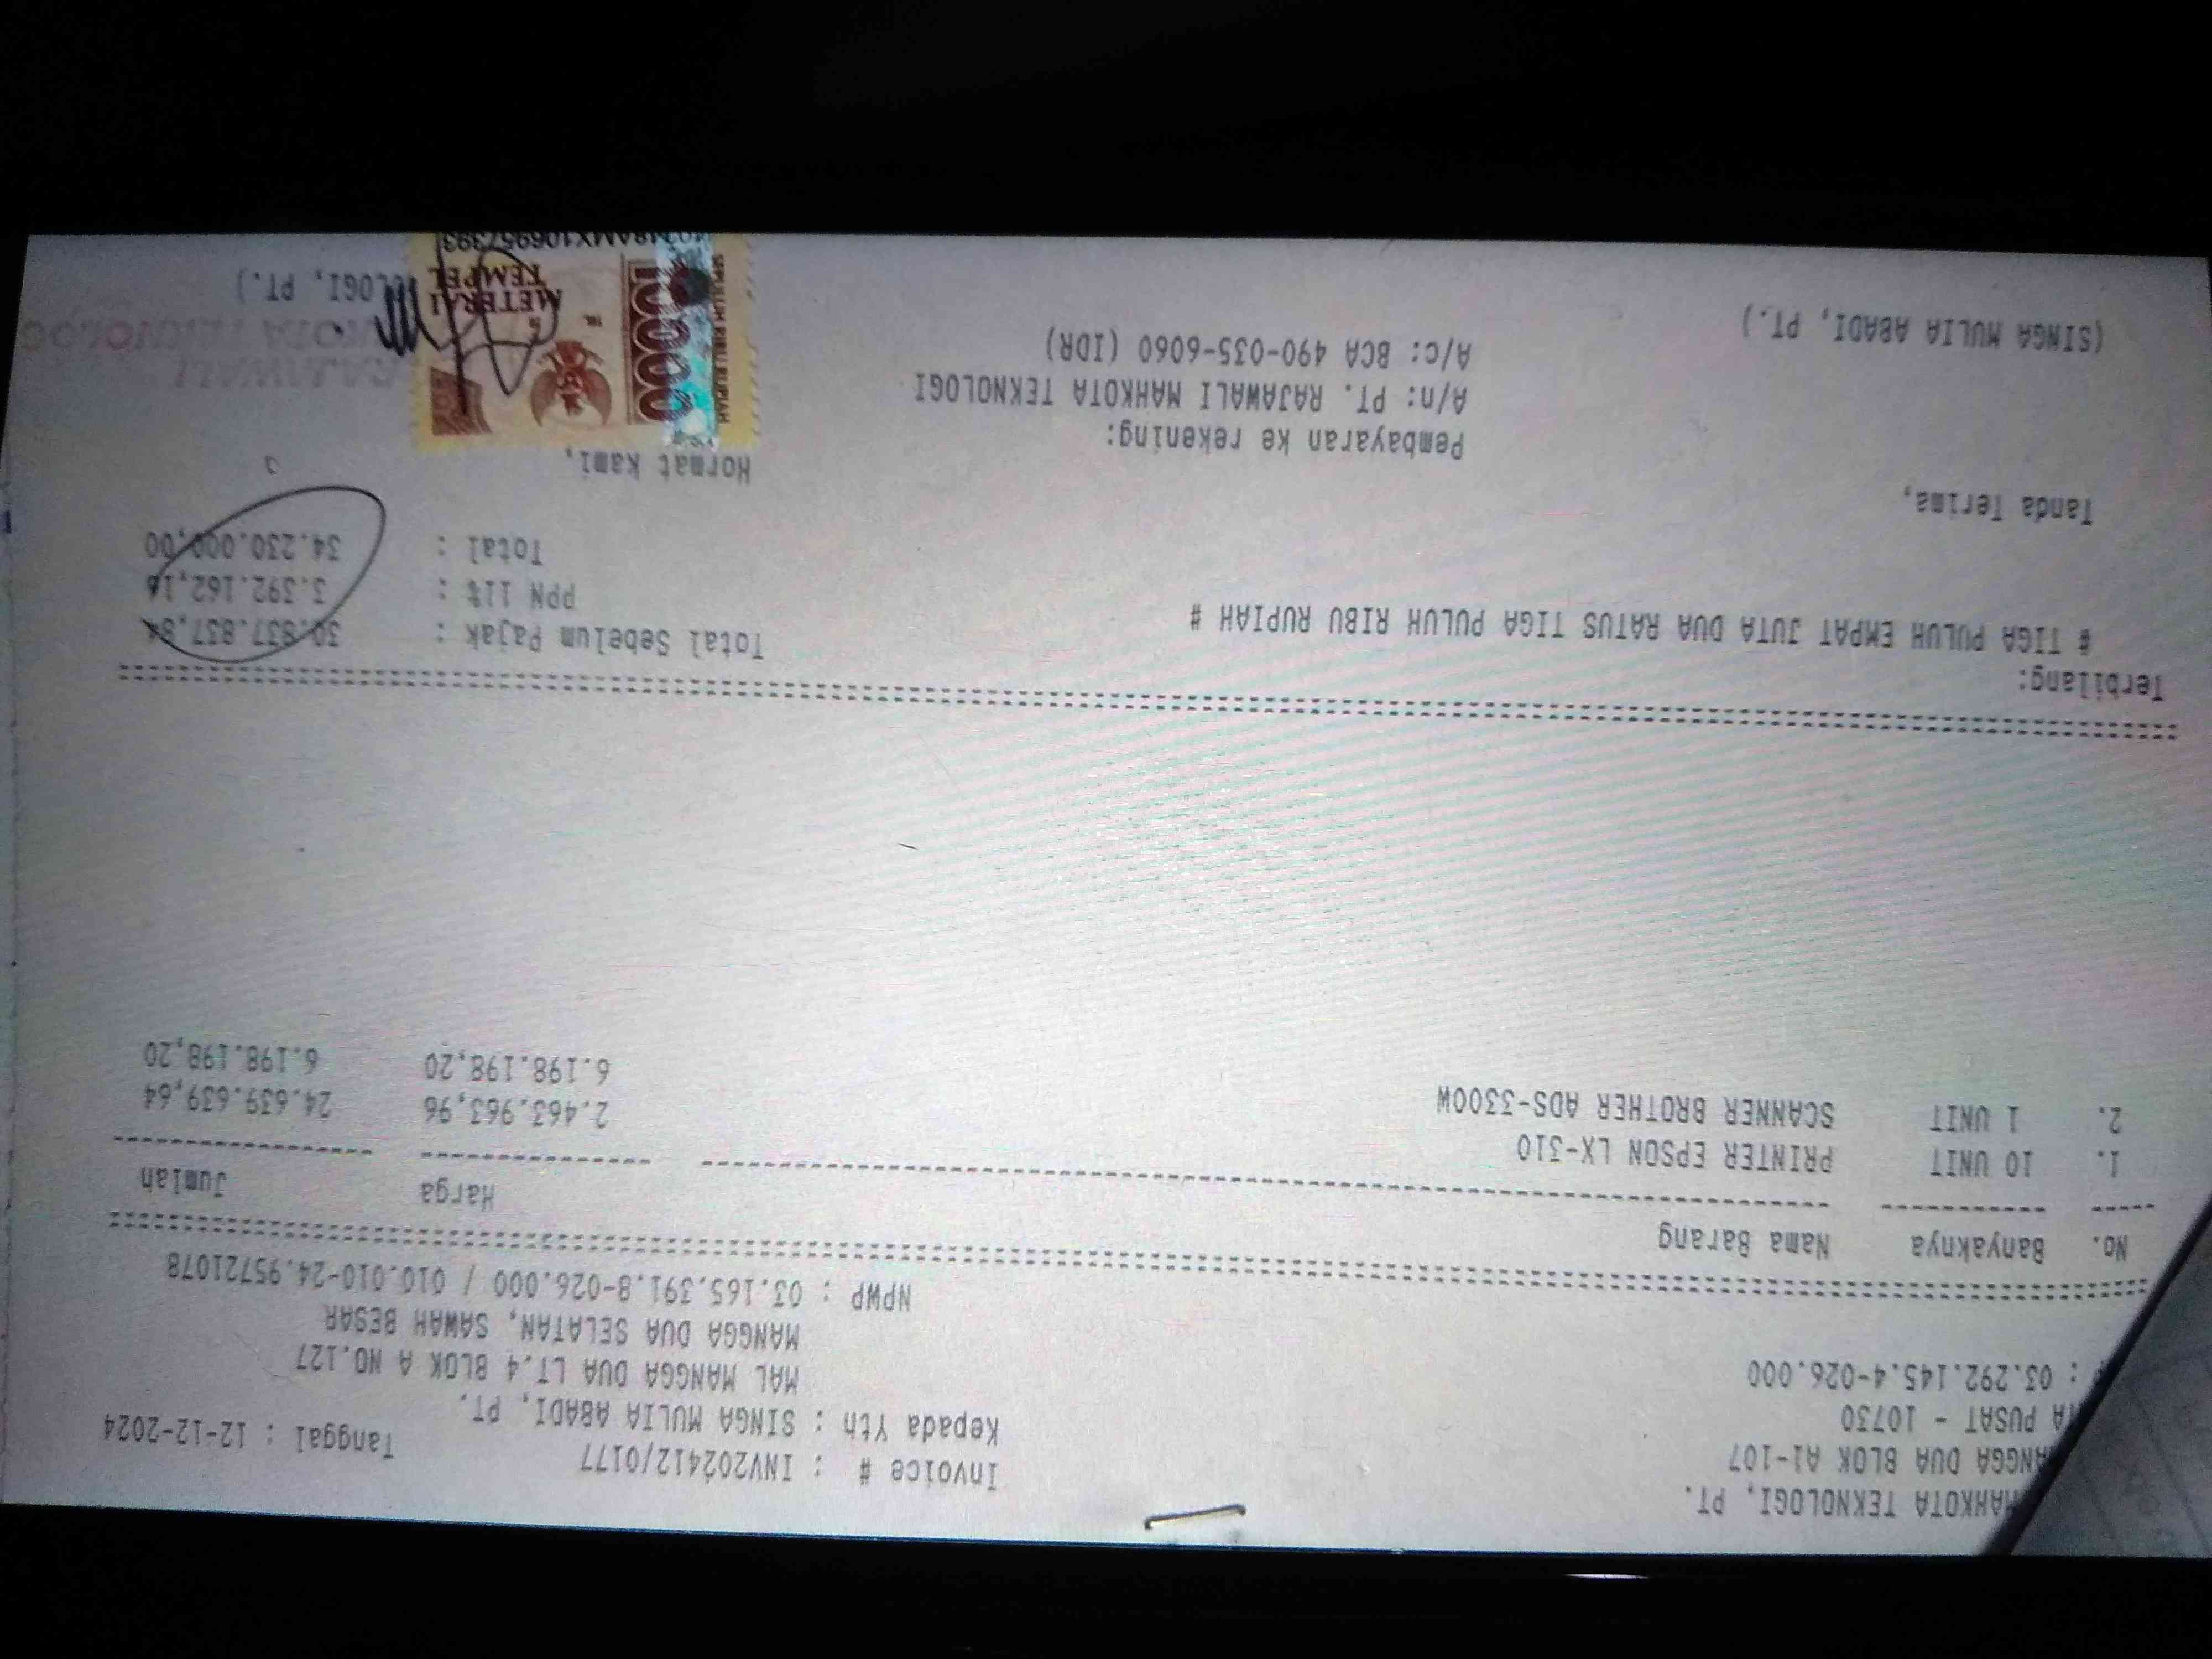 MAHKOTA TEKNOLOGI, PT.
ANGGA DUA BLOK A1-107
TA PUSAT - 10730
: 03.292.145.4-026.000
Invoice # : INV202412/0177
Tanggal : 12-12-2024
Kepada Yth : SINGA MULIA ABADI, PT.
MAL MANGGA DUA LT.4 BLOK A NO.127
MANGGA DUA SELATAN, SAWAH BESAR
NPWP : 03.165.391.8-026.000 / 010.010-24.95721078
No. Banyaknya Nama Barang Harga Jumlah
1. 10 UNIT PRINTER EPSON LX-310 2.463.963,96 24.639.639,64
2. 1 UNIT SCANNER BROTHER ADS-3300W 6.198.198,20 6.198.198,20
Terbilang:
# TIGA PULUH EMPAT JUTA DUA RATUS TIGA PULUH RIBU RUPIAH #
Total Sebelum Pajak : 30.837.837,84
PPN 11% : 3.392.162,16
Total : 34.230.000,00
Tanda Terima,
(SINGA MULIA ABADI, PT.)
Pembayaran ke rekening:
A/n: PT. RAJAWALI MAHKOTA TEKNOLOGI
A/c: BCA 490-035-6060 (IDR)
Hormat kami,
SEPULUH RIBU RUPIAH
10000
METERAI
TEMPEL
LOGI, PT.)